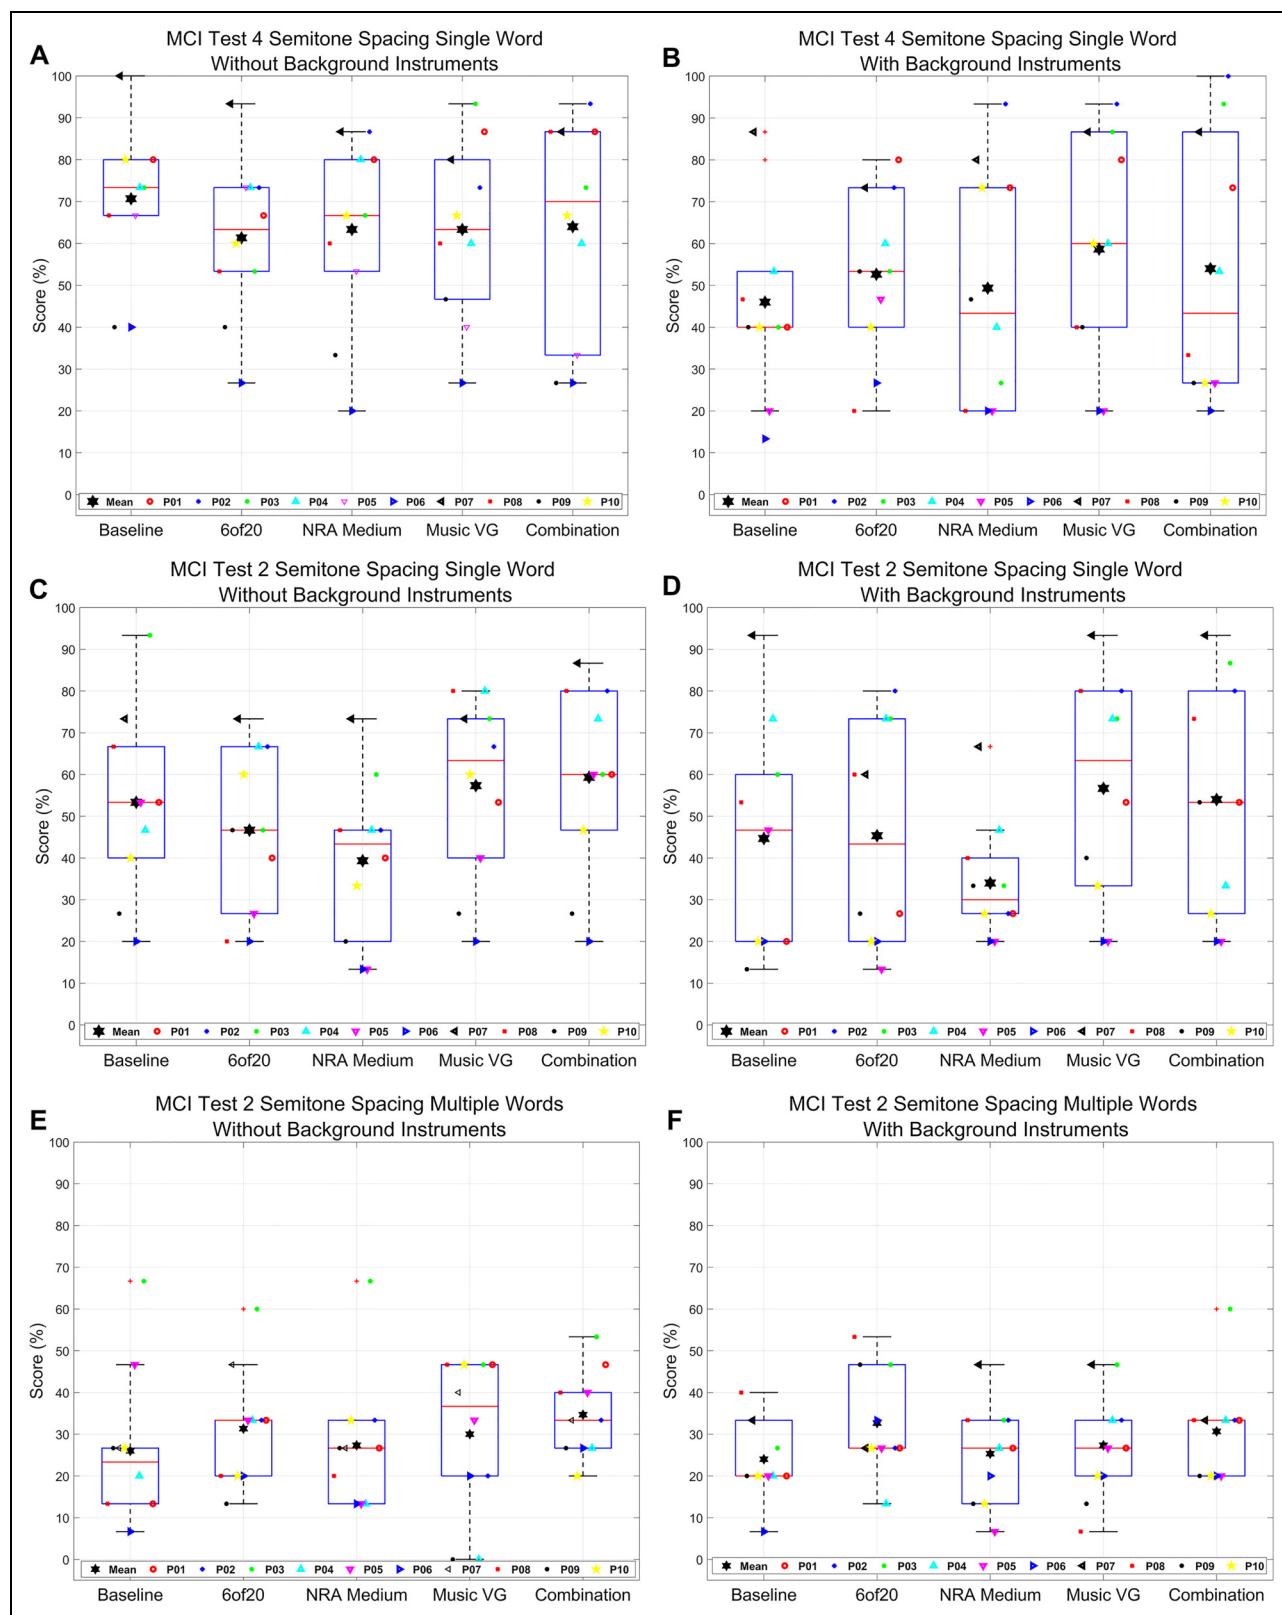 A
MCI Test 4 Semitone Spacing Single Word
Without Background Instruments
Score (%)
100
90
80
70
60
50
40
30
20
10
0
Mean P01 P02 P03 P04 P05 P06 P07 P08 P09 P10
Baseline 6of20 NRA Medium Music VG Combination
B
MCI Test 4 Semitone Spacing Single Word
With Background Instruments
Score (%)
100
90
80
70
60
50
40
30
20
10
0
Mean P01 P02 P03 P04 P05 P06 P07 P08 P09 P10
Baseline 6of20 NRA Medium Music VG Combination
C
MCI Test 2 Semitone Spacing Single Word
Without Background Instruments
Score (%)
100
90
80
70
60
50
40
30
20
10
0
Mean P01 P02 P03 P04 P05 P06 P07 P08 P09 P10
Baseline 6of20 NRA Medium Music VG Combination
D
MCI Test 2 Semitone Spacing Single Word
With Background Instruments
Score (%)
100
90
80
70
60
50
40
30
20
10
0
Mean P01 P02 P03 P04 P05 P06 P07 P08 P09 P10
Baseline 6of20 NRA Medium Music VG Combination
E
MCI Test 2 Semitone Spacing Multiple Words
Without Background Instruments
Score (%)
100
90
80
70
60
50
40
30
20
10
0
Mean P01 P02 P03 P04 P05 P06 P07 P08 P09 P10
Baseline 6of20 NRA Medium Music VG Combination
F
MCI Test 2 Semitone Spacing Multiple Words
With Background Instruments
Score (%)
100
90
80
70
60
50
40
30
20
10
0
Mean P01 P02 P03 P04 P05 P06 P07 P08 P09 P10
Baseline 6of20 NRA Medium Music VG Combination